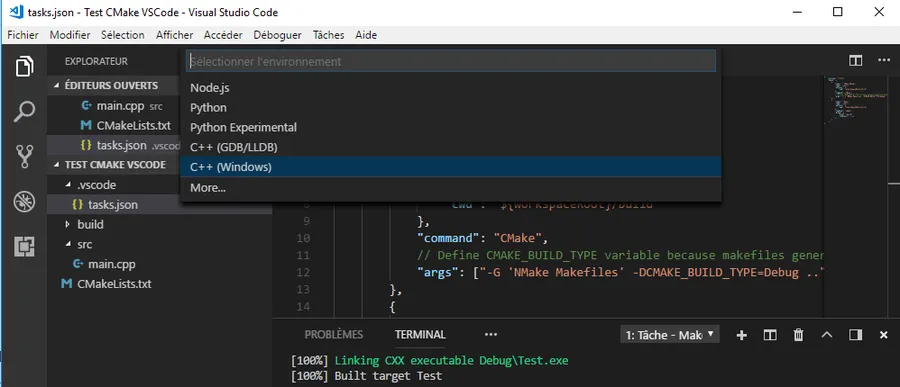 tasks.json - Test CMake VSCode - Visual Studio Code
Fichier Modifier Sélection Afficher Accéder Déboguer Tâches Aide
EXPLORATEUR
ÉDITEURS OUVERTS
main.cpp src
CMakeLists.txt
tasks.json .vscod
TEST CMAKE VSCODE
.vscode
tasks.json
build
src
main.cpp
CMakeLists.txt
Sélectionner l'environnement
Node.js
Python
Python Experimental
C++ (GDB/LLDB)
C++ (Windows)
More...
8 "cwd": "${workspaceRoot}/build"
9 },
10 "command": "CMake",
11 // Define CMAKE_BUILD_TYPE variable because makefiles gener
12 "args": ["-G 'NMake Makefiles' -DCMAKE_BUILD_TYPE=Debug .."
13 },
14 {
PROBLÈMES TERMINAL ••• 1: Tâche - Mak
[100%] Linking CXX executable Debug\Test.exe
[100%] Built target Test